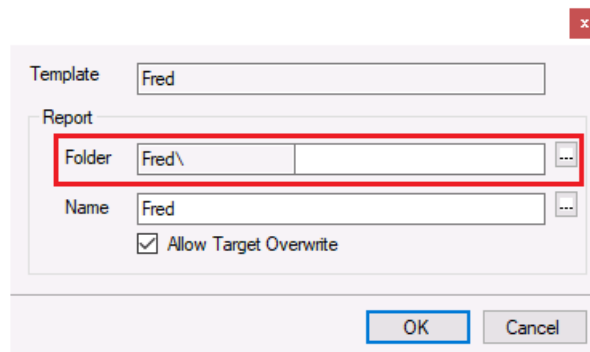 x
Template Fred
Report
Folder Fred\ ...
Name Fred ...
Allow Target Overwrite
OK Cancel